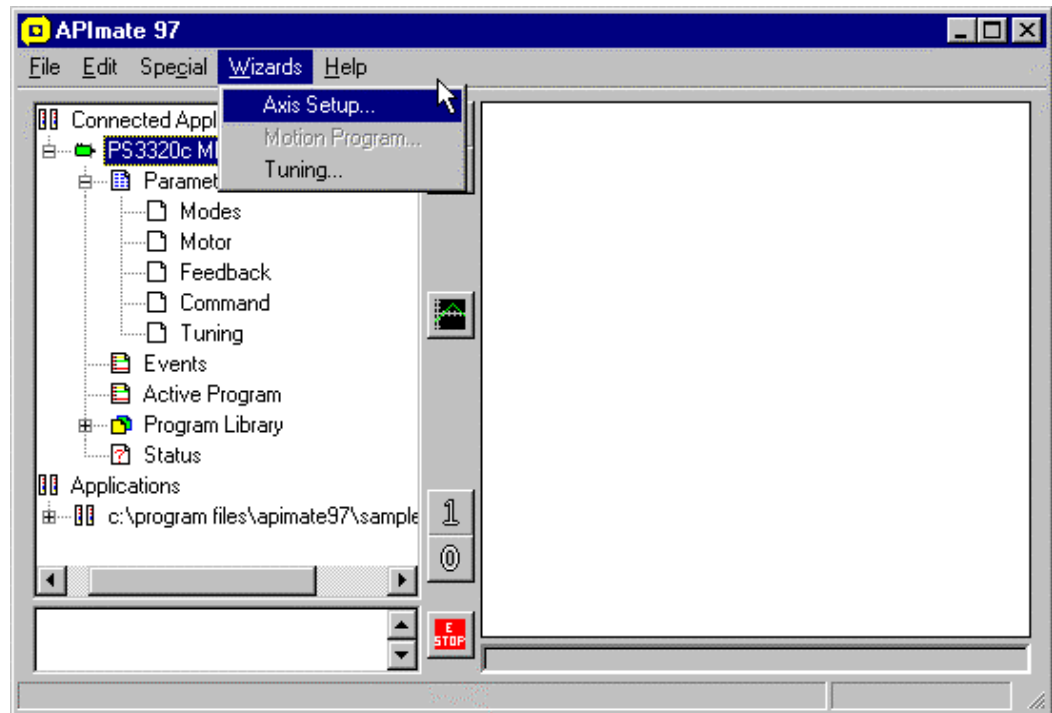 APImate 97
File Edit Special Wizards Help
Axis Setup...
Motion Program...
Tuning...
Connected Appl
PS3320c M
Paramet
Modes
Motor
Feedback
Command
Tuning
Events
Active Program
Program Library
Status
Applications
c:\program files\apimate97\sample
1
0
E
STOP